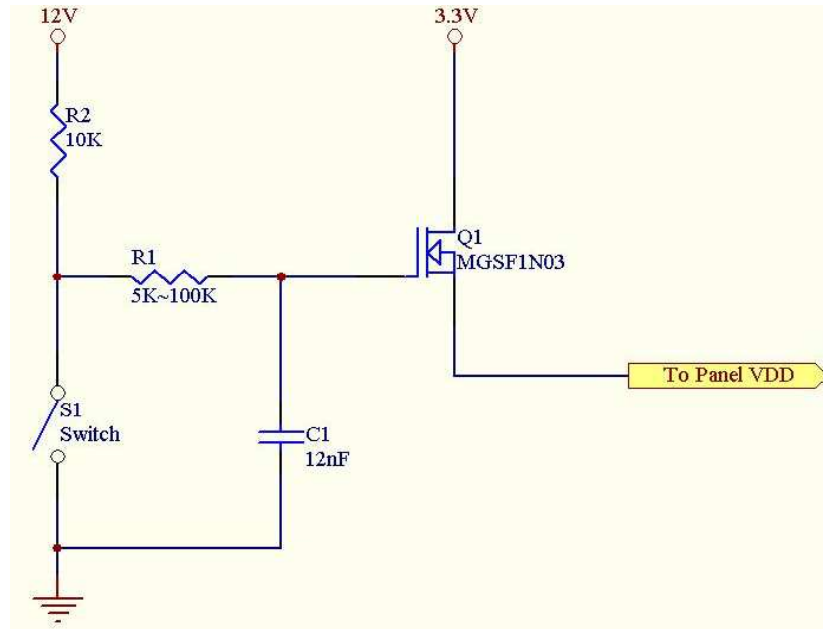 12V
3.3V
R2
10K
R1
5K~100K
Q1
MGSF1N03
To Panel VDD
S1
Switch
C1
12nF